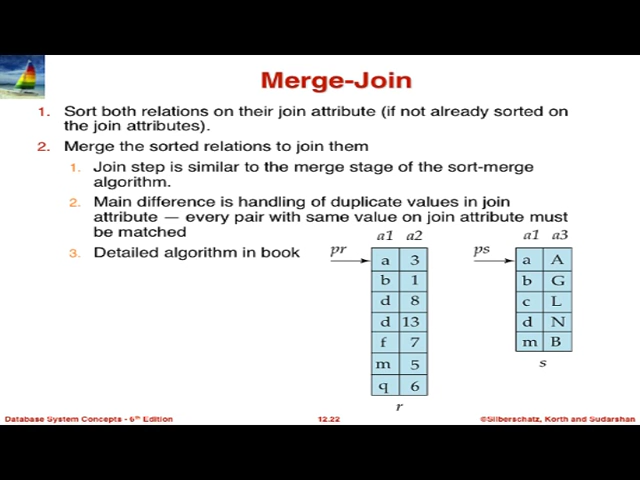 Merge-Join
1. Sort both relations on their join attribute (if not already sorted on
the join attributes).
2. Merge the sorted relations to join them
1. Join step is similar to the merge stage of the sort-merge
algorithm.
2. Main difference is handling of duplicate values in join
attribute — every pair with same value on join attribute must
be matched
3. Detailed algorithm in book
pr
a1 a2
a 3
b 1
d 8
d 13
f 7
m 5
q 6
r
ps
a1 a3
a A
b G
c L
d N
m B
s
Database System Concepts - 6th Edition
12.22
©Silberschatz, Korth and Sudarshan